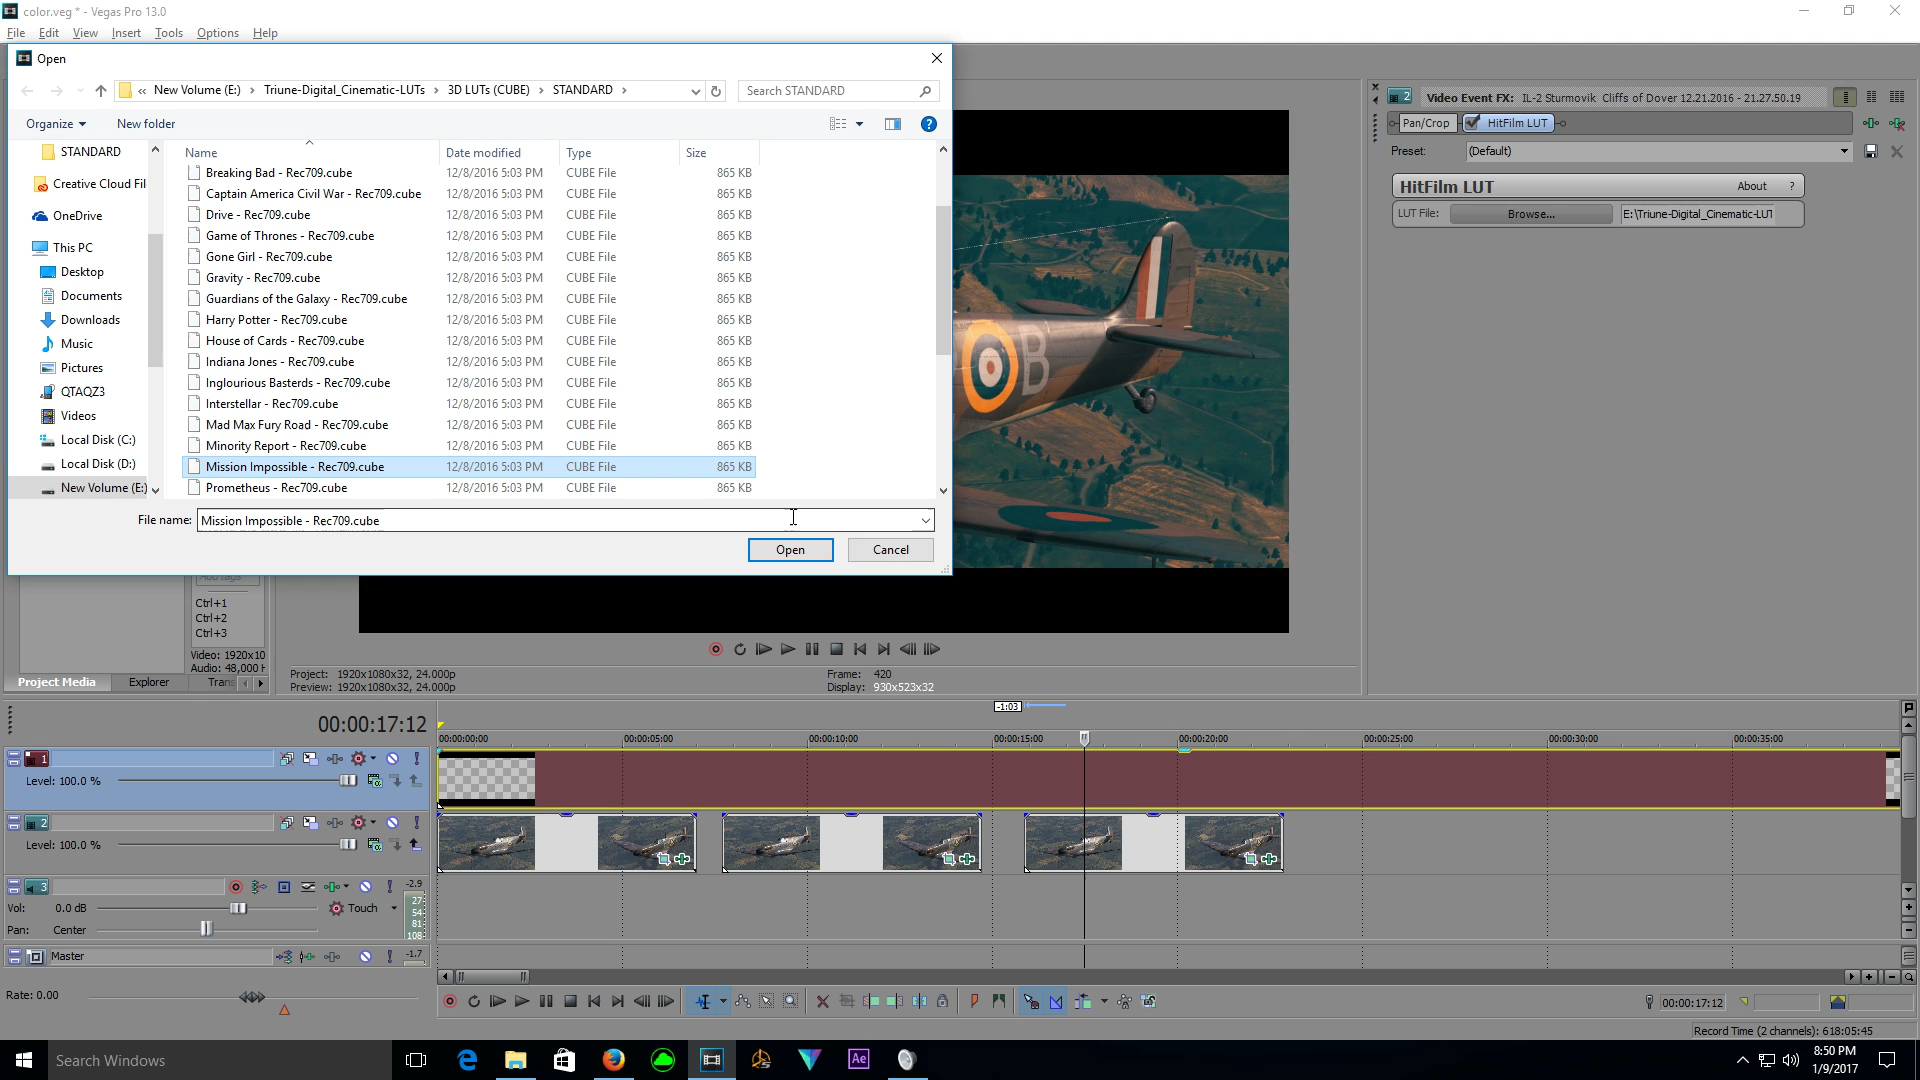 color.veg * - Vegas Pro 13.0
File Edit View Insert Tools Options Help
Open
« New Volume (E:) › Triune-Digital_Cinematic-LUTs › 3D LUTs (CUBE) › STANDARD ›
Search STANDARD
Organize New folder
?
STANDARD
Creative Cloud Fil
OneDrive
This PC
Desktop
Documents
Downloads
Music
Pictures
QTAQZ3
Videos
Local Disk (C:)
Local Disk (D:)
New Volume (E:)
Name Date modified Type Size
Breaking Bad - Rec709.cube 12/8/2016 5:03 PM CUBE File 865 KB
Captain America Civil War - Rec709.cube 12/8/2016 5:03 PM CUBE File 865 KB
Drive - Rec709.cube 12/8/2016 5:03 PM CUBE File 865 KB
Game of Thrones - Rec709.cube 12/8/2016 5:03 PM CUBE File 865 KB
Gone Girl - Rec709.cube 12/8/2016 5:03 PM CUBE File 865 KB
Gravity - Rec709.cube 12/8/2016 5:03 PM CUBE File 865 KB
Guardians of the Galaxy - Rec709.cube 12/8/2016 5:03 PM CUBE File 865 KB
Harry Potter - Rec709.cube 12/8/2016 5:03 PM CUBE File 865 KB
House of Cards - Rec709.cube 12/8/2016 5:03 PM CUBE File 865 KB
Indiana Jones - Rec709.cube 12/8/2016 5:03 PM CUBE File 865 KB
Inglourious Basterds - Rec709.cube 12/8/2016 5:03 PM CUBE File 865 KB
Interstellar - Rec709.cube 12/8/2016 5:03 PM CUBE File 865 KB
Mad Max Fury Road - Rec709.cube 12/8/2016 5:03 PM CUBE File 865 KB
Minority Report - Rec709.cube 12/8/2016 5:03 PM CUBE File 865 KB
Mission Impossible - Rec709.cube 12/8/2016 5:03 PM CUBE File 865 KB
Prometheus - Rec709.cube 12/8/2016 5:03 PM CUBE File 865 KB
File name: Mission Impossible - Rec709.cube
Open Cancel
B
2 Video Event FX: IL-2 Sturmovik Cliffs of Dover 12.21.2016 - 21.27.50.19
Pan/Crop HitFilm LUT
Preset: (Default)
HitFilm LUT About ?
LUT File: Browse... E:\Triune-Digital_Cinematic-LUT
Add tags
Ctrl+1
Ctrl+2
Ctrl+3
Video: 1920x10
Audio: 48,000 H
Project Media Explorer Trans
Project: 1920x1080x32, 24.000p
Preview: 1920x1080x32, 24.000p
Frame: 420
Display: 930x523x32
-1:03
00:00:17:12
00:00:00:00 00:00:05:00 00:00:10:00 00:00:15:00 00:00:20:00 00:00:25:00 00:00:30:00 00:00:35:00
1
Level: 100.0 %
2
Level: 100.0 %
3 -2.9
Vol: 0.0 dB Touch
Pan: Center
27
54
81
108
Master -1.7
Rate: 0.00
00:00:17:12
Record Time (2 channels): 618:05:45
Search Windows
Ae
8:50 PM
1/9/2017